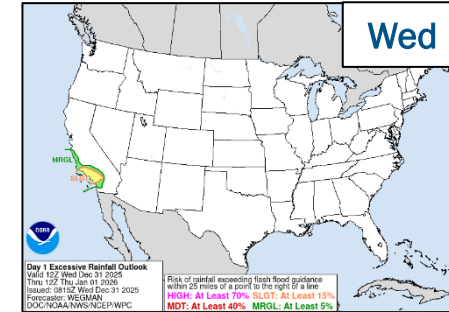 Wed
MRGL
SLGT
NOAA
Day 1 Excessive Rainfall Outlook
Valid 12Z Wed Dec 31 2025
Thru 12Z Thu Jan 01 2026
Issued: 0815Z Wed Dec 31 2025
Forecaster: WEGMAN
DOC/NOAA/NWS/NCEP/WPC
Risk of rainfall exceeding flash flood guidance
within 25 miles of a point to the right of a line
HIGH: At Least 70% SLGT: At Least 15%
MDT: At Least 40% MRGL: At Least 5%